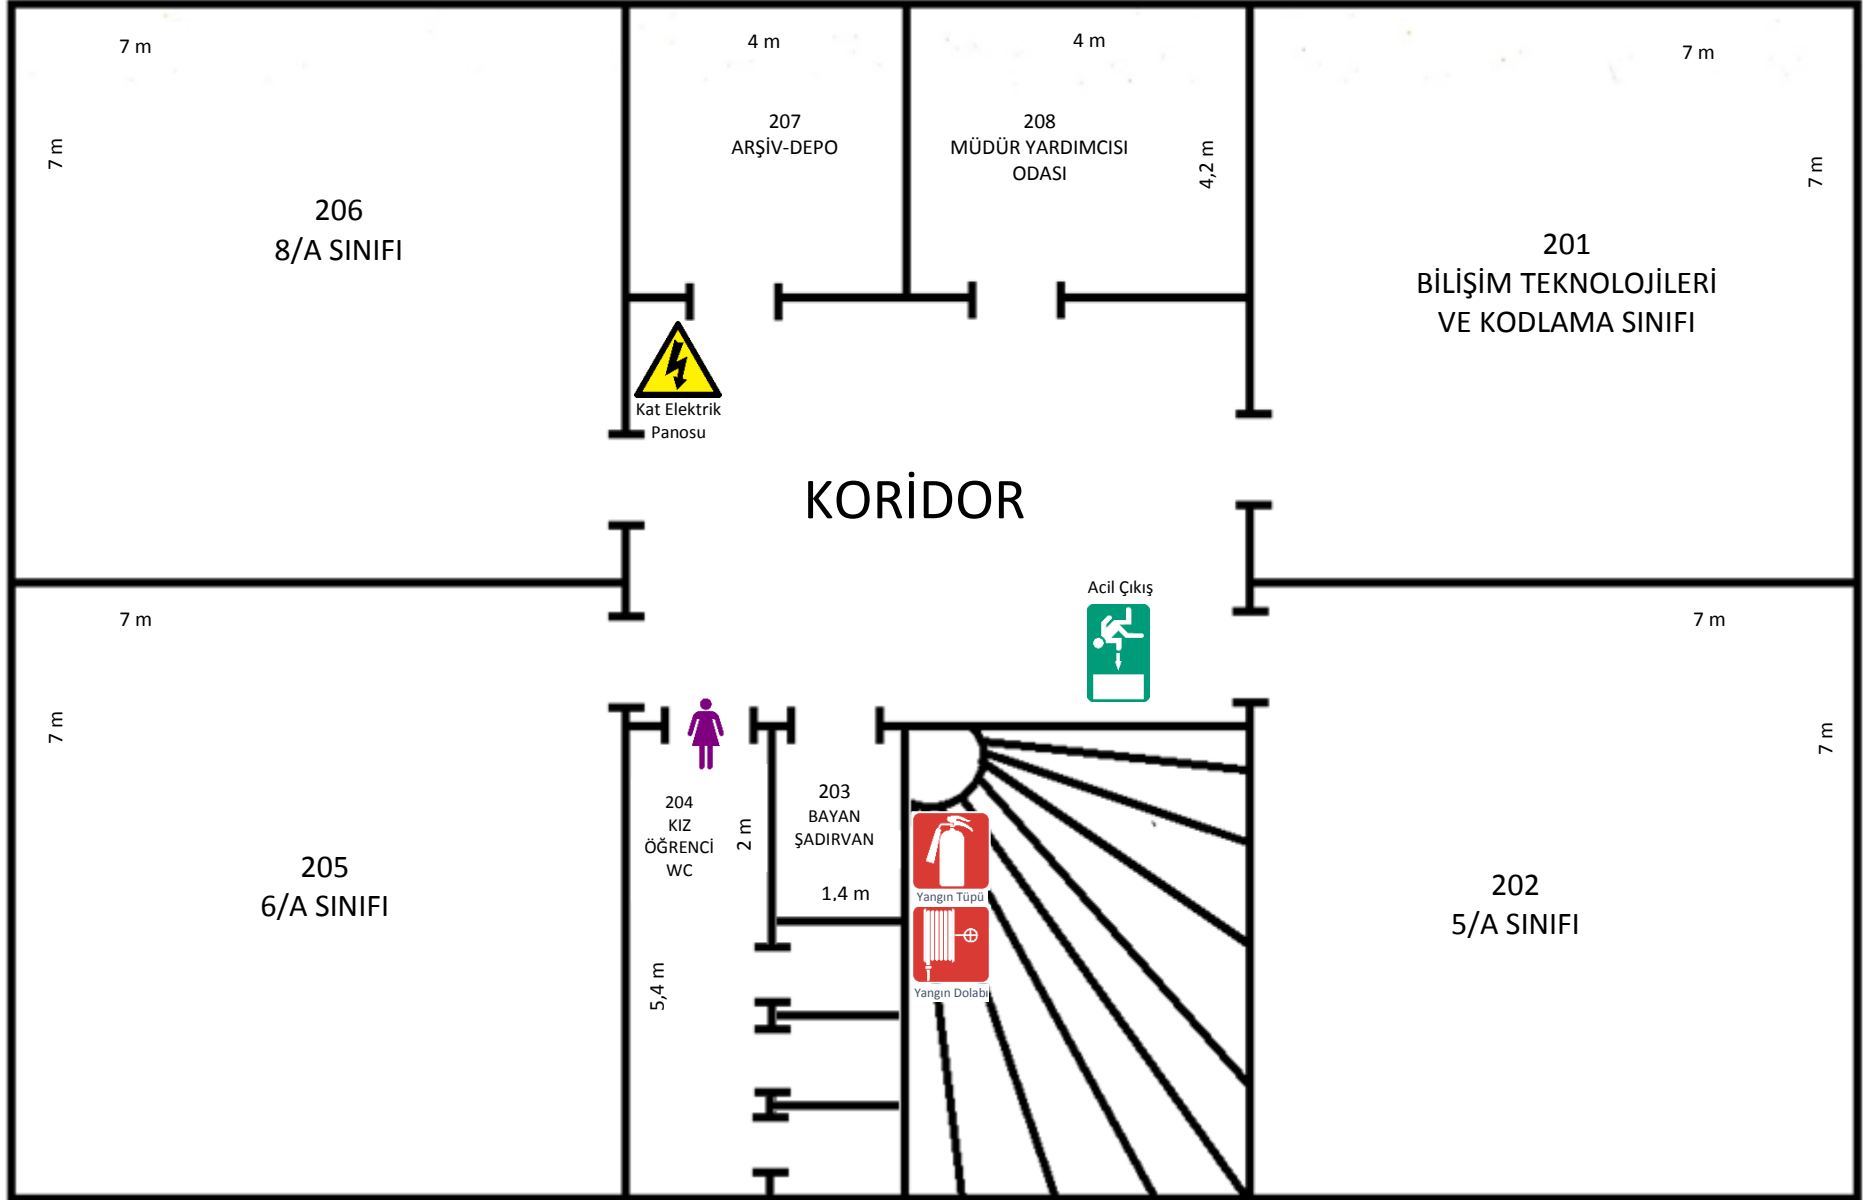 7 m
4 m
4 m
7 m
7 m
207
ARŞİV-DEPO
208
MÜDÜR YARDIMCISI
ODASI
4,2 m
7 m
206
8/A SINIFI
201
BİLİŞİM TEKNOLOJİLERİ
VE KODLAMA SINIFI
Kat Elektrik
Panosu
KORİDOR
Acil Çıkış
7 m
7 m
7 m
7 m
204
KIZ
ÖĞRENCİ
WC
2 m
203
BAYAN
ŞADIRVAN
1,4 m
5,4 m
Yangın Tüpü
Yangın Dolabı
205
6/A SINIFI
202
5/A SINIFI